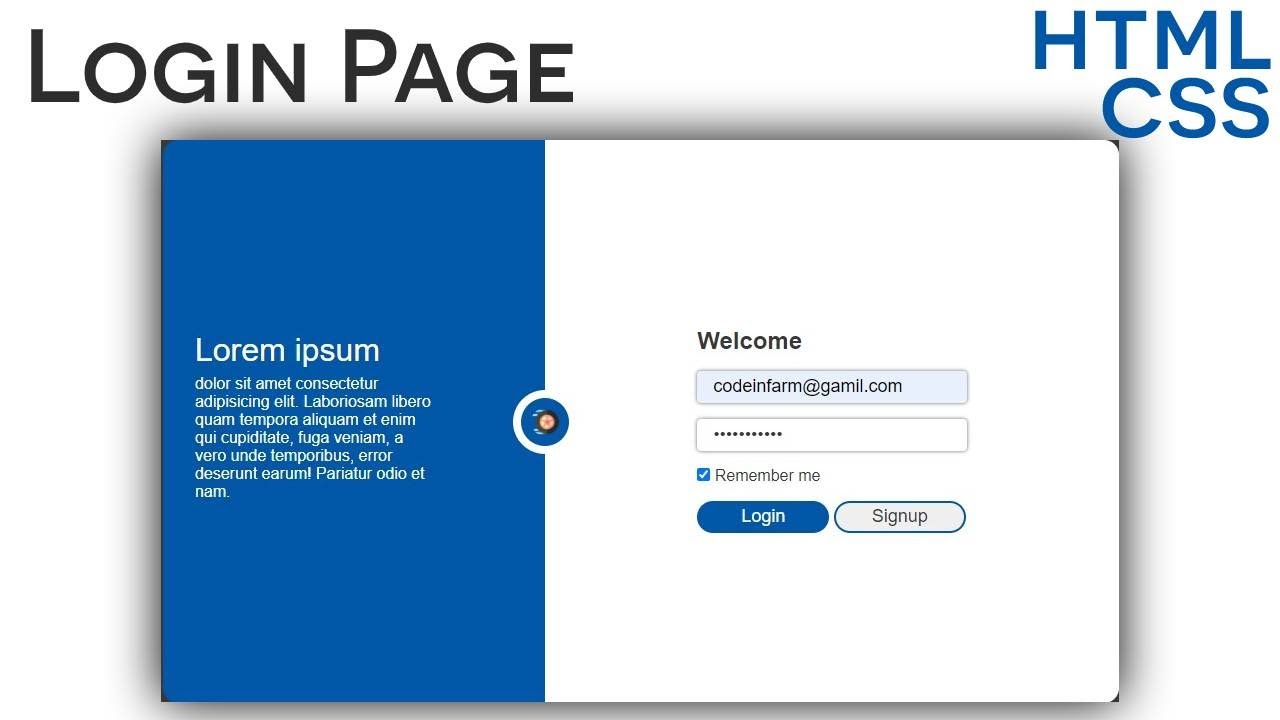 LOGIN PAGE
HTML
CSS
Lorem ipsum
dolor sit amet consectetur
adipisicing elit. Laboriosam libero
quam tempora aliquam et enim
qui cupiditate, fuga veniam, a
vero unde temporibus, error
deserunt earum! Pariatur odio et
nam.
Welcome
codeinfarm@gamil.com
•••••••••••
Remember me
Login
Signup